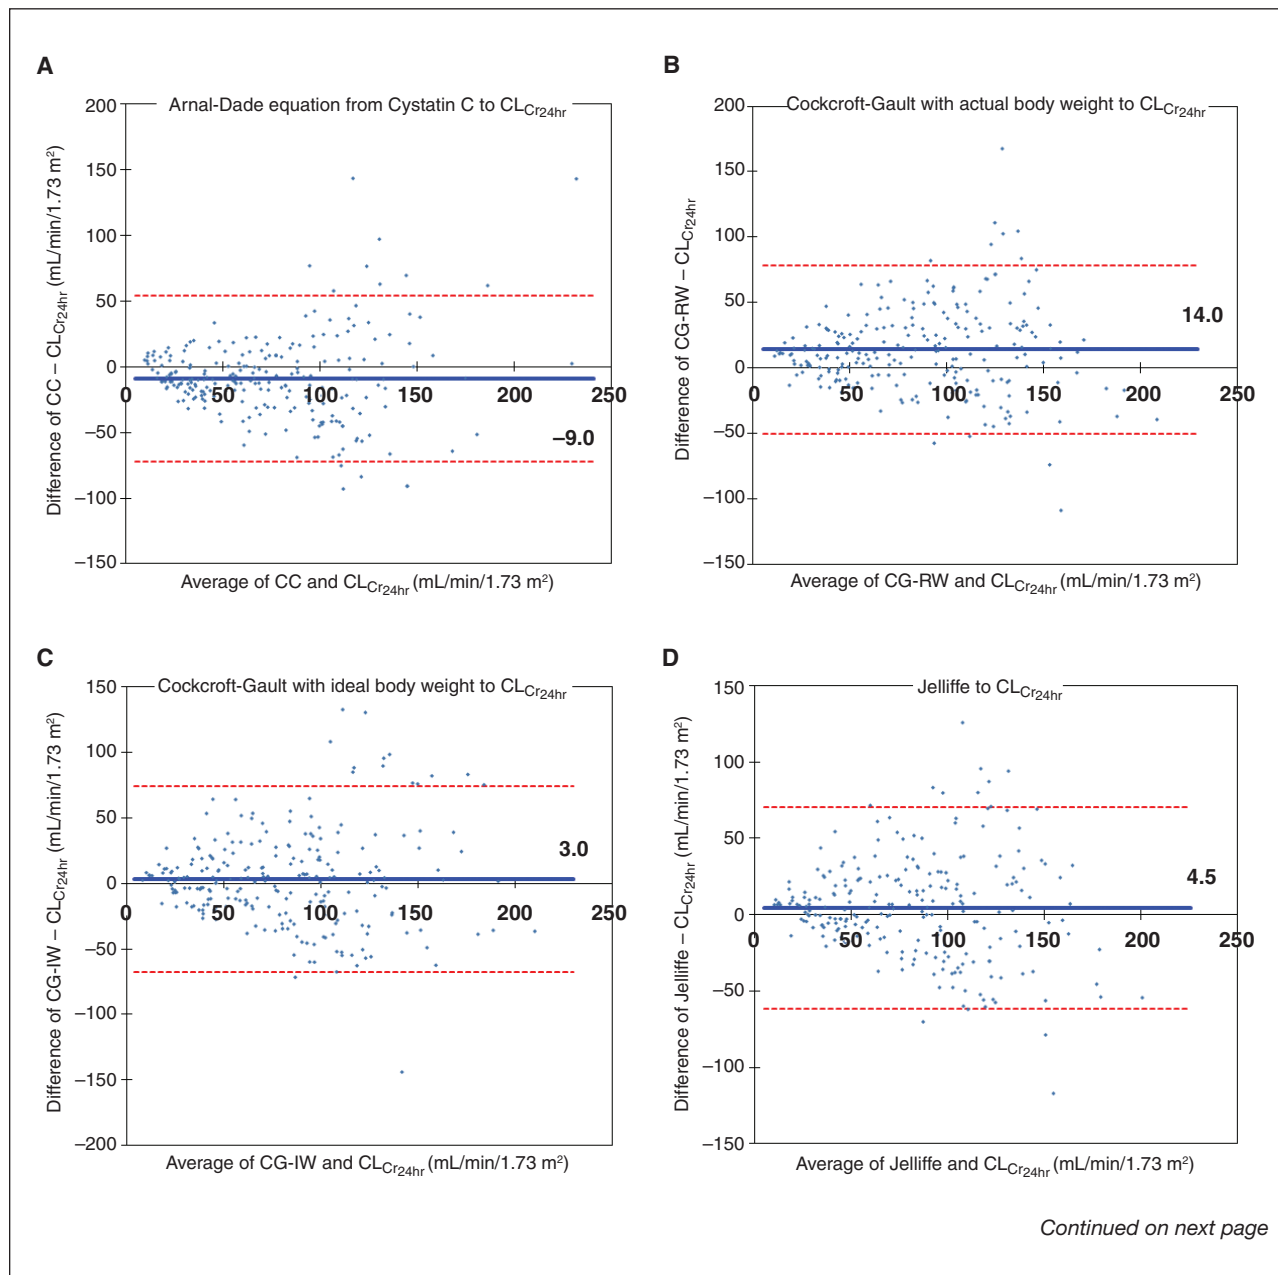 A
Arnal-Dade equation from Cystatin C to CLCr24hr
Difference of CC – CLCr24hr (mL/min/1.73 m²)
200
150
100
50
0
–50
–100
–150
0 50 100 150 200 250
–9.0
Average of CC and CLCr24hr (mL/min/1.73 m²)
B
Cockcroft-Gault with actual body weight to CLCr24hr
Difference of CG-RW – CLCr24hr
200
150
100
50
0
–50
–100
–150
0 50 100 150 200 250
14.0
Average of CG-RW and CLCr24hr (mL/min/1.73 m²)
C
Cockcroft-Gault with ideal body weight to CLCr24hr
Difference of CG-IW – CLCr24hr (mL/min/1.73 m²)
150
100
50
0
–50
–100
–150
–200
0 50 100 150 200 250
3.0
Average of CG-IW and CLCr24hr (mL/min/1.73 m²)
D
Jelliffe to CLCr24hr
Difference of Jelliffe – CLCr24hr (mL/min/1.73 m²)
150
100
50
0
–50
–100
–150
0 50 100 150 200 250
4.5
Average of Jelliffe and CLCr24hr (mL/min/1.73 m²)
Continued on next page